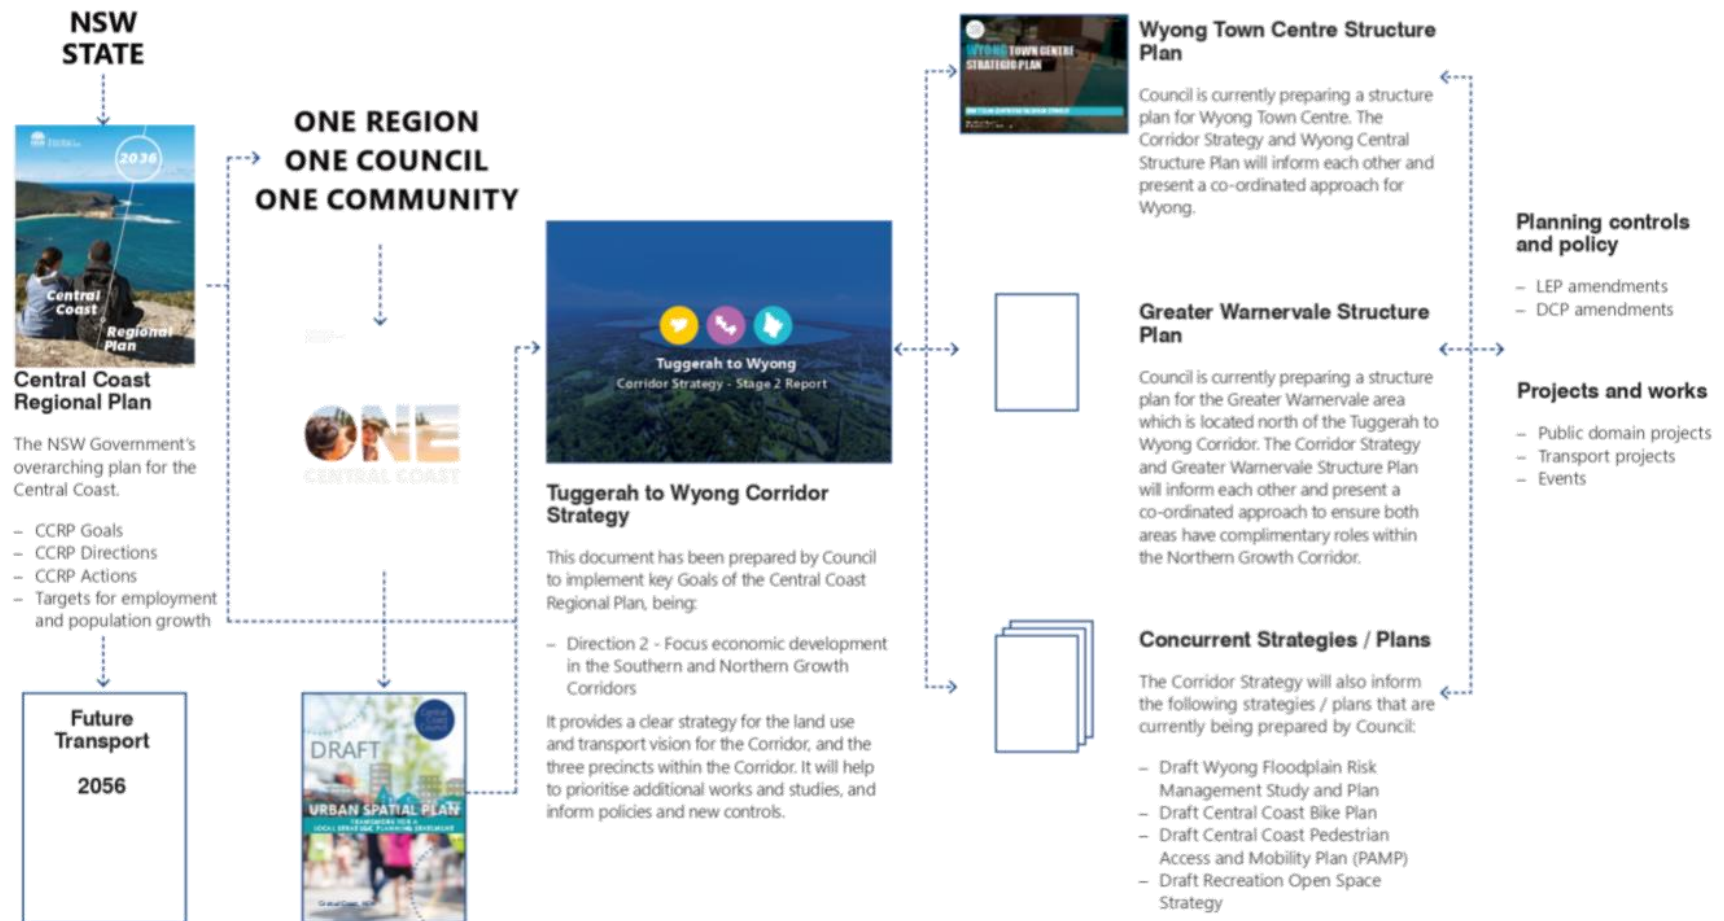 NSW
STATE
2036
Central
Coast
Regional
Plan
Central Coast
Regional Plan
The NSW Government's
overarching plan for the
Central Coast.
– CCRP Goals
– CCRP Directions
– CCRP Actions
– Targets for employment
and population growth
Future
Transport
2056
ONE REGION
ONE COUNCIL
ONE COMMUNITY
ONE
CENTRAL COAST
Central
Coast
Council
DRAFT
URBAN SPATIAL PLAN
FRAMEWORK FOR A
LOCAL STRATEGIC PLANNING STATEMENT
Tuggerah to Wyong
Corridor Strategy - Stage 2 Report
Tuggerah to Wyong Corridor
Strategy
This document has been prepared by Council
to implement key Goals of the Central Coast
Regional Plan, being:
– Direction 2 - Focus economic development
in the Southern and Northern Growth
Corridors
It provides a clear strategy for the land use
and transport vision for the Corridor, and the
three precincts within the Corridor. It will help
to prioritise additional works and studies, and
inform policies and new controls.
WYONG TOWN CENTRE
STRATEGIC PLAN
Wyong Town Centre Structure
Plan
Council is currently preparing a structure
plan for Wyong Town Centre. The
Corridor Strategy and Wyong Central
Structure Plan will inform each other and
present a co-ordinated approach for
Wyong.
Greater Warnervale Structure
Plan
Council is currently preparing a structure
plan for the Greater Warnervale area
which is located north of the Tuggerah to
Wyong Corridor. The Corridor Strategy
and Greater Warnervale Structure Plan
will inform each other and present a
co-ordinated approach to ensure both
areas have complimentary roles within
the Northern Growth Corridor.
Concurrent Strategies / Plans
The Corridor Strategy will also inform
the following strategies / plans that are
currently being prepared by Council:
– Draft Wyong Floodplain Risk
Management Study and Plan
– Draft Central Coast Bike Plan
– Draft Central Coast Pedestrian
Access and Mobility Plan (PAMP)
– Draft Recreation Open Space
Strategy
Planning controls
and policy
– LEP amendments
– DCP amendments
Projects and works
– Public domain projects
– Transport projects
– Events